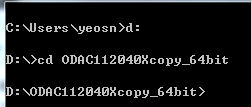 C:\Users\yeosn>d:
D:\>cd ODAC112040Xcopy_64bit
D:\ODAC112040Xcopy_64bit>